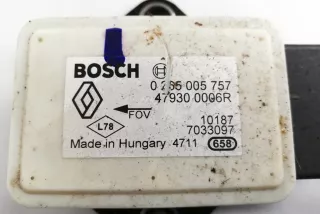 BOSCH
0 265 005 757
47930 0006R
FOV
L78
10187
7033097
Made in Hungary 4711 658